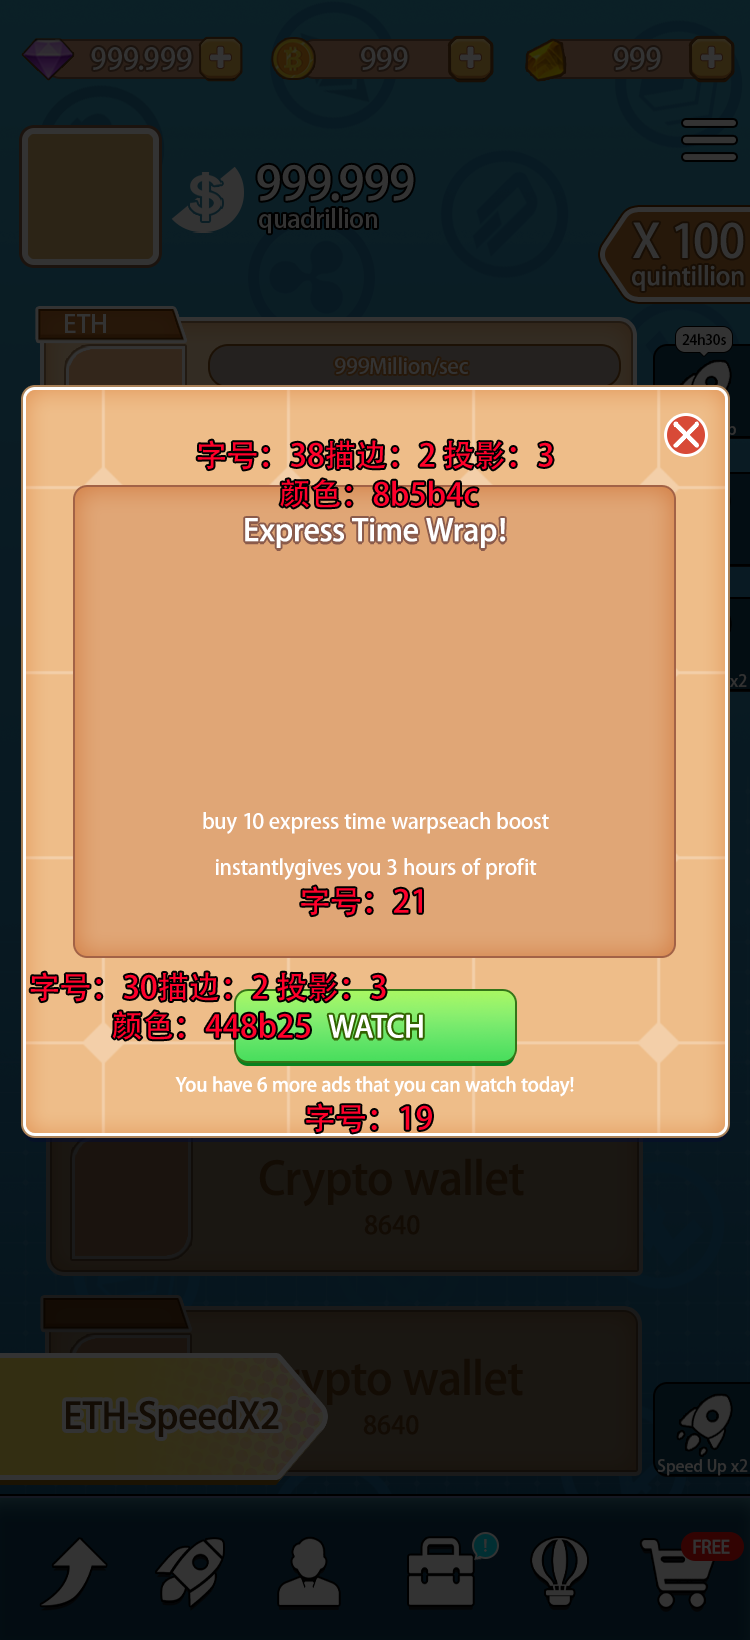 999.999
999
999
999.999
quadrillion
X 100
quintillion
ETH
24h30s
999Million/sec
字号：38描边：2 投影：3
颜色：8b5b4c
Express Time Wrap!
x2
buy 10 express time warpseach boost
instantlygives you 3 hours of profit
字号：21
字号：30描边：2 投影：3
颜色：448b25
WATCH
You have 6 more ads that you can watch today!
字号：19
Crypto wallet
8640
ypto wallet
8640
ETH-SpeedX2
Speed Up x2
!
FREE